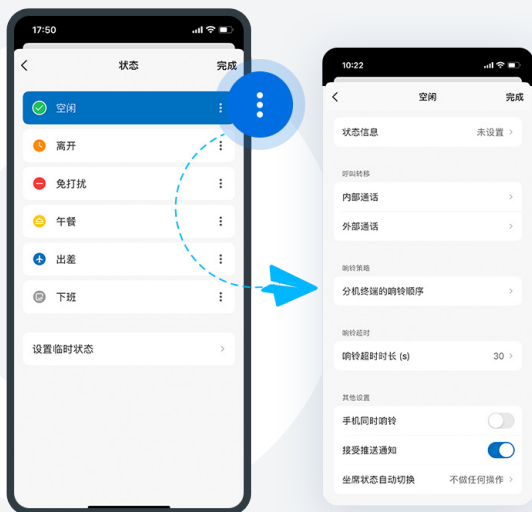 17:50
状态
完成
空闲
离开
免打扰
午餐
出差
下班
设置临时状态
10:22
空闲
完成
状态信息
未设置
呼叫转移
内部通话
外部通话
响铃策略
分机终端的响铃顺序
响铃超时
响铃超时时长 (s)
30
其他设置
手机同时响铃
接受推送通知
坐席状态自动切换
不做任何操作